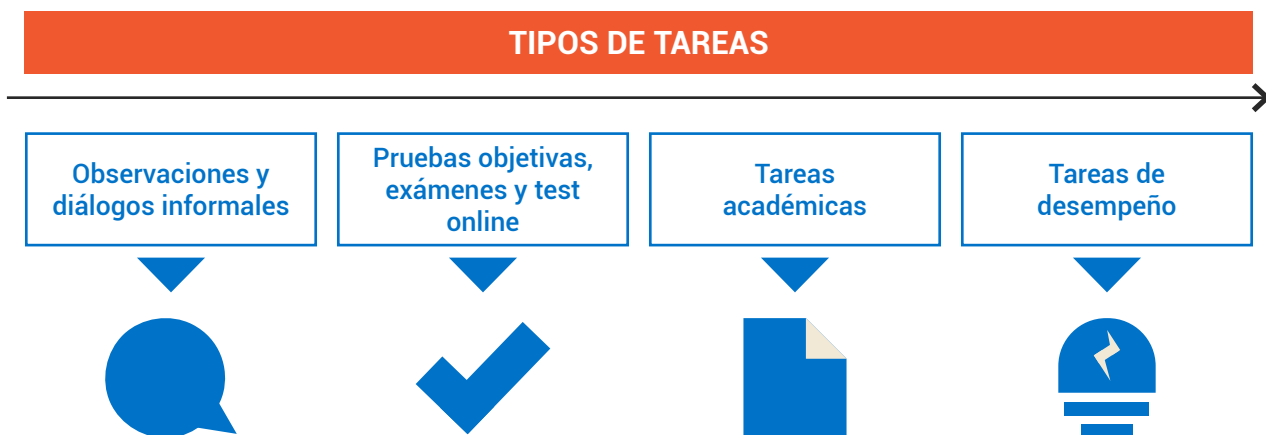 TIPOS DE TAREAS
Observaciones y
diálogos informales
Pruebas objetivas,
exámenes y test
online
Tareas
académicas
Tareas de
desempeño